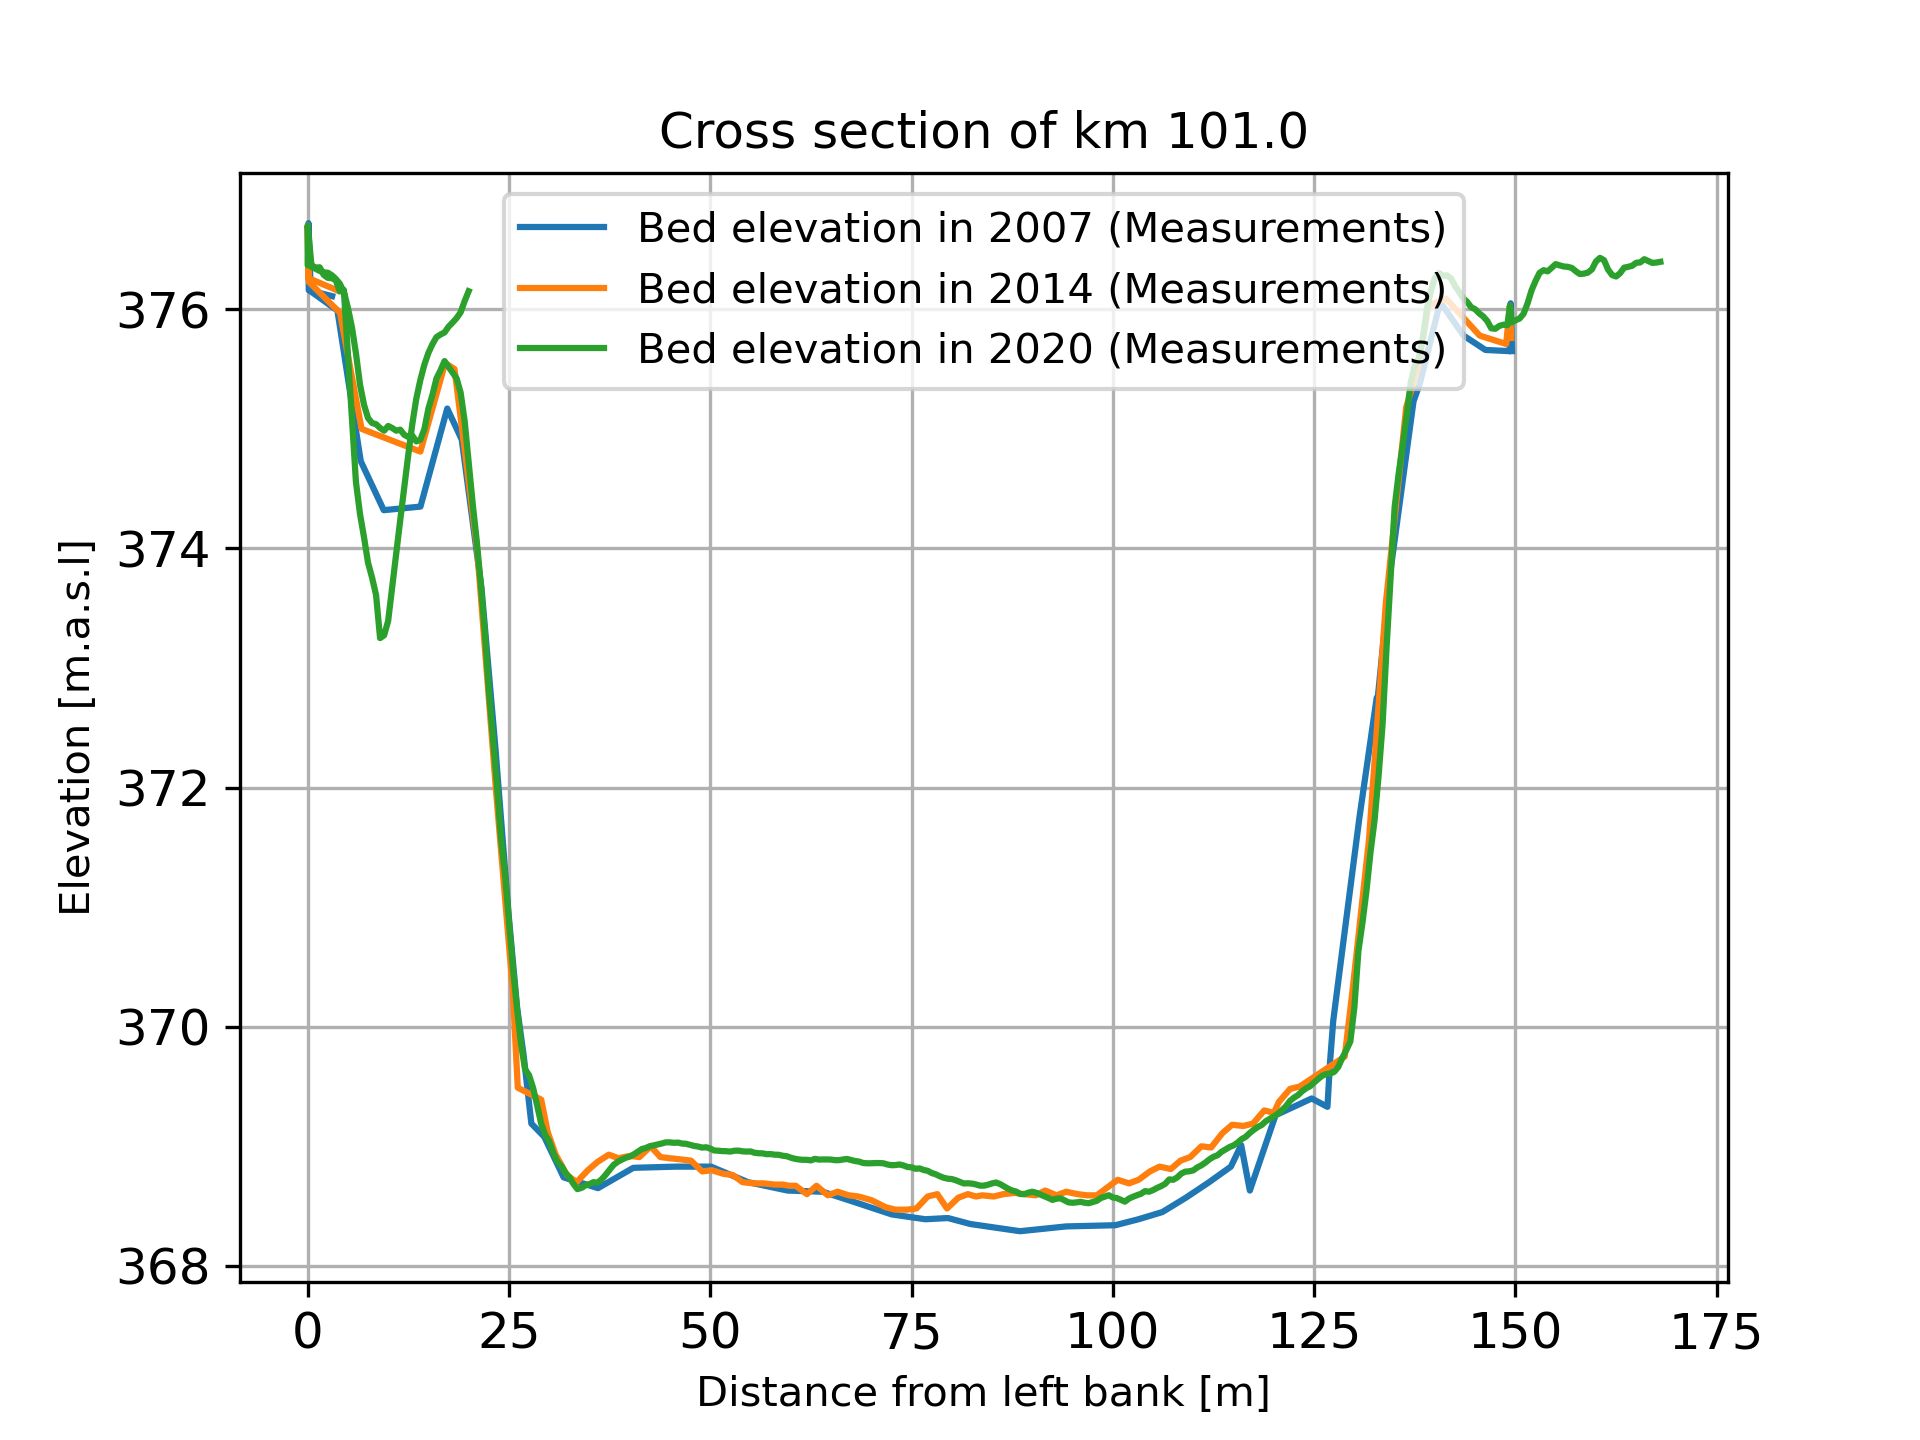 Cross section of km 101.0
Bed elevation in 2007 (Measurements)
Bed elevation in 2014 (Measurements)
Bed elevation in 2020 (Measurements)
Elevation [m.a.s.l]
376
374
372
370
368
0 25 50 75 100 125 150 175
Distance from left bank [m]